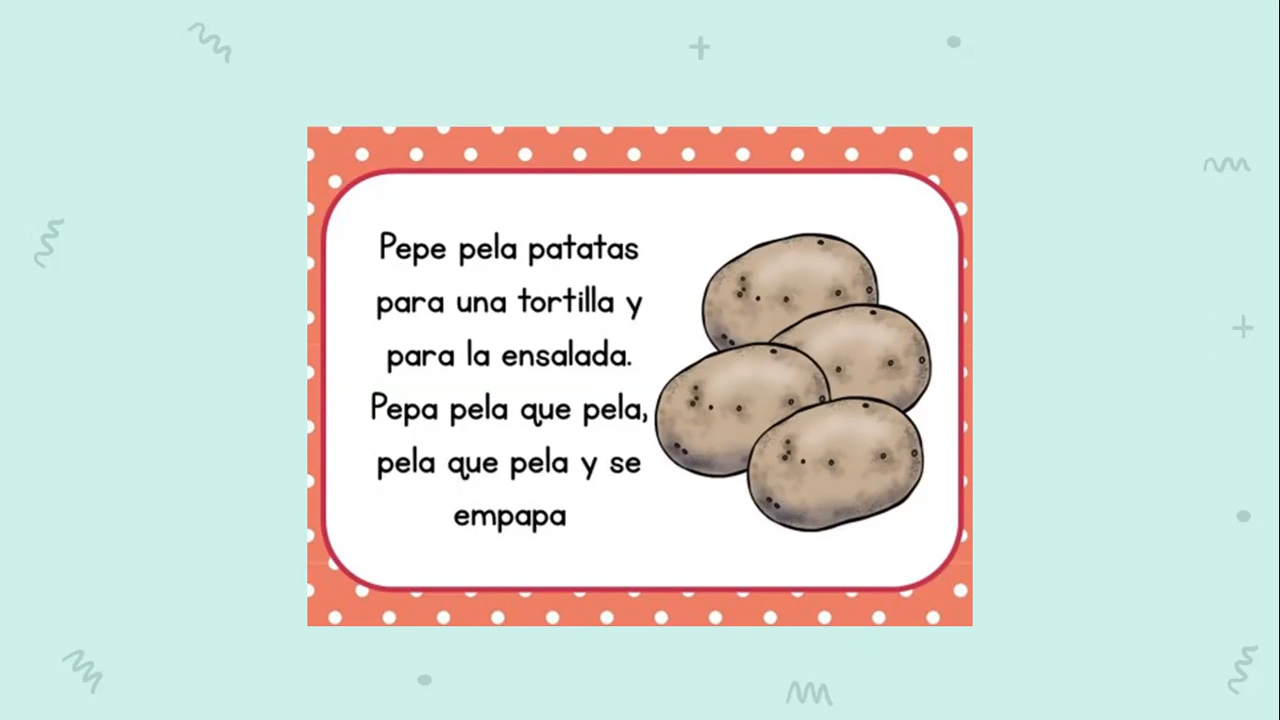 Pepe pela patatas
para una tortilla y
para la ensalada.
Pepa pela que pela,
pela que pela y se
empapa